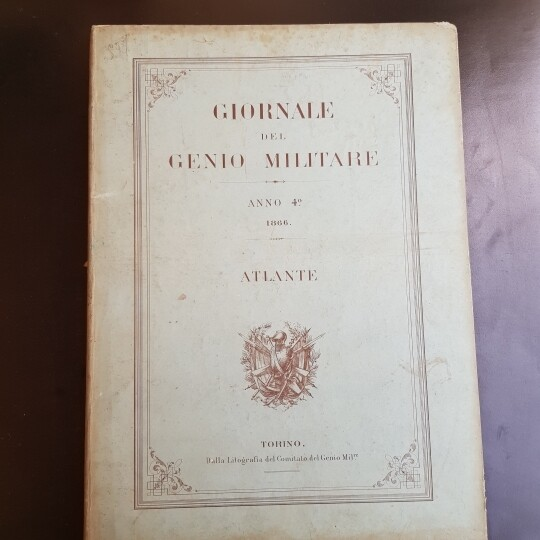 GIORNALE
DEL
GENIO MILITARE
ANNO 4º
1866.
ATLANTE
TORINO.
Dalla Litografia del Comitato del Genio Milre